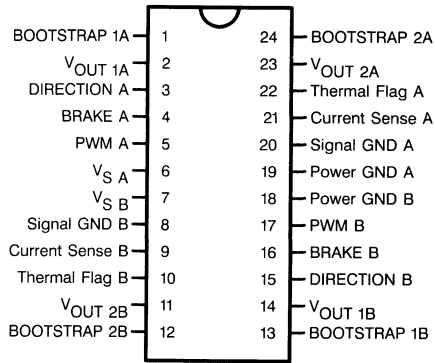 BOOTSTRAP 1A 1 24 BOOTSTRAP 2A
VOUT 1A 2 23 VOUT 2A
DIRECTION A 3 22 Thermal Flag A
BRAKE A 4 21 Current Sense A
PWM A 5 20 Signal GND A
VS A 6 19 Power GND A
VS B 7 18 Power GND B
Signal GND B 8 17 PWM B
Current Sense B 9 16 BRAKE B
Thermal Flag B 10 15 DIRECTION B
VOUT 2B 11 14 VOUT 1B
BOOTSTRAP 2B 12 13 BOOTSTRAP 1B